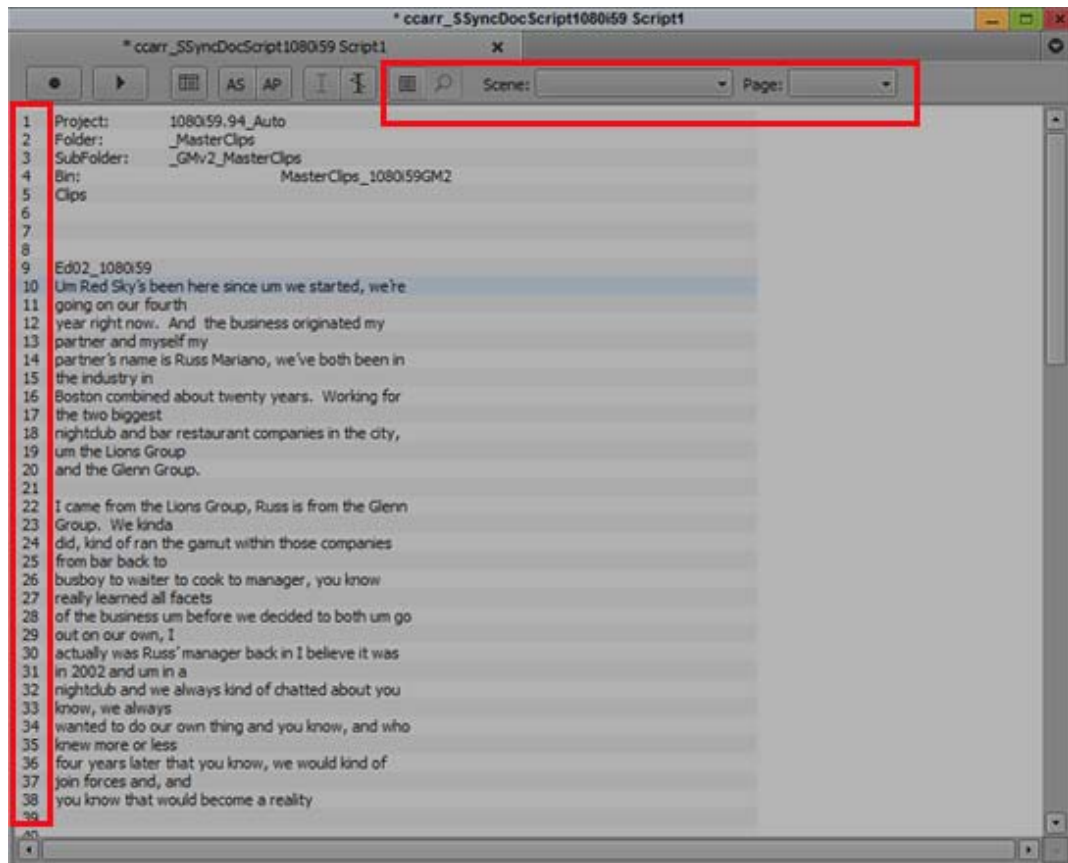 * ccarr_SSyncDocScript1080i59 Script1
* ccarr_SSyncDocScript1080i59 Script1
AS AP Scene: Page:
1 Project: 1080i59.94_Auto
2 Folder: _MasterClips
3 SubFolder: _GMv2_MasterClips
4 Bin: MasterClips_1080i59GM2
5 Clips
6
7
8
9 Ed02_1080i59
10 Um Red Sky's been here since um we started, we're
11 going on our fourth
12 year right now. And the business originated my
13 partner and myself my
14 partner's name is Russ Mariano, we've both been in
15 the industry in
16 Boston combined about twenty years. Working for
17 the two biggest
18 nightclub and bar restaurant companies in the city,
19 um the Lions Group
20 and the Glenn Group.
21
22 I came from the Lions Group, Russ is from the Glenn
23 Group. We kinda
24 did, kind of ran the gamut within those companies
25 from bar back to
26 busboy to waiter to cook to manager, you know
27 really learned all facets
28 of the business um before we decided to both um go
29 out on our own, I
30 actually was Russ' manager back in I believe it was
31 in 2002 and um in a
32 nightclub and we always kind of chatted about you
33 know, we always
34 wanted to do our own thing and you know, and who
35 knew more or less
36 four years later that you know, we would kind of
37 join forces and, and
38 you know that would become a reality
39
40